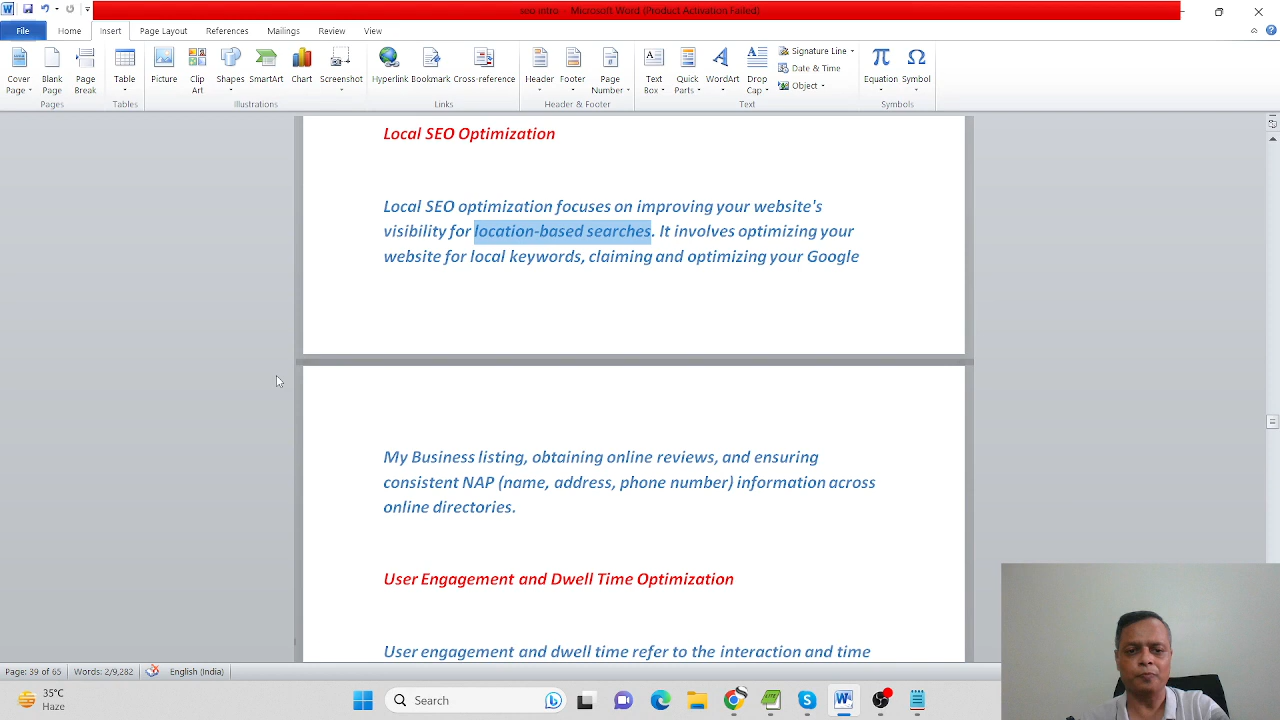 seo intro - Microsoft Word (Product Activation Failed)
File Home Insert Page Layout References Mailings Review View
Cover Page Blank Page Page Break Table Picture Clip Art Shapes SmartArt Chart Screenshot Hyperlink Bookmark Cross-reference Header Footer Page Number Text Box Quick Parts WordArt Drop Cap Signature Line Date & Time Object Equation Symbol
Pages Tables Illustrations Links Header & Footer Text Symbols
Local SEO Optimization
Local SEO optimization focuses on improving your website's
visibility for location-based searches. It involves optimizing your
website for local keywords, claiming and optimizing your Google
My Business listing, obtaining online reviews, and ensuring
consistent NAP (name, address, phone number) information across
online directories.
User Engagement and Dwell Time Optimization
User engagement and dwell time refer to the interaction and time
Page: 39 of 65 Words: 2/9,282 English (India)
35°C
Haze
Search